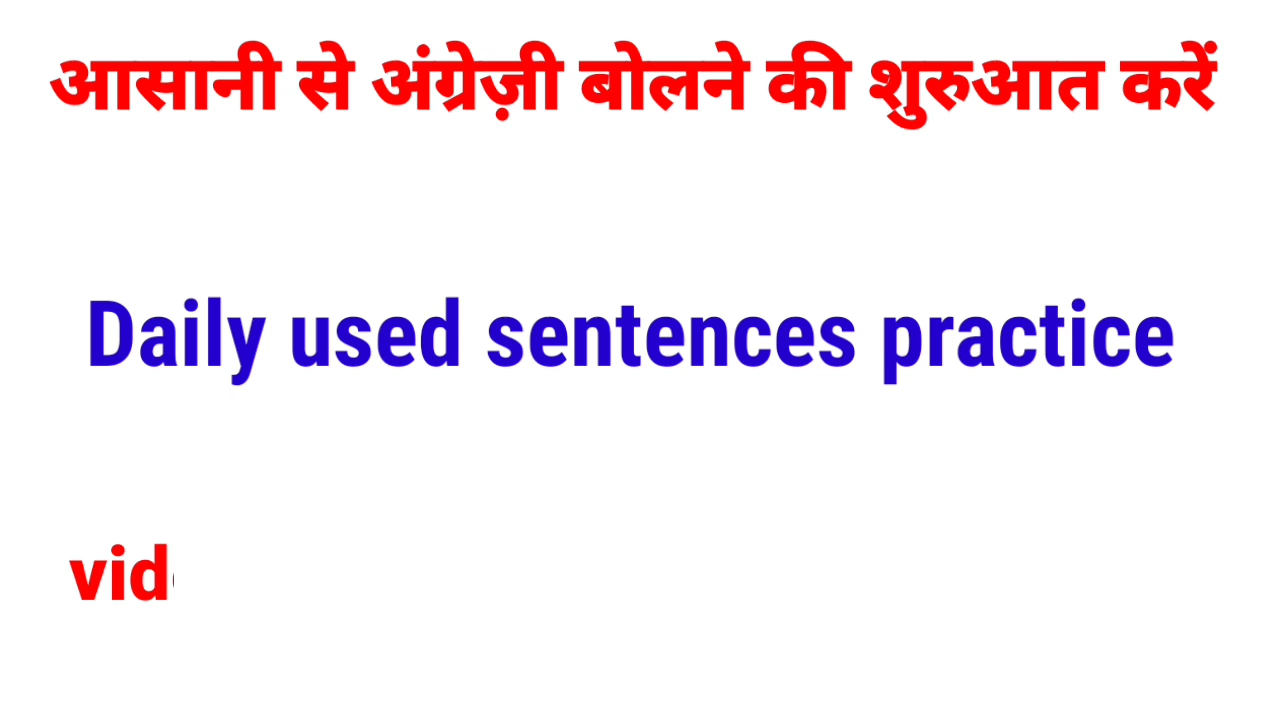 आसानी से अंग्रेज़ी बोलने की शुरुआत करें
Daily used sentences practice
vid